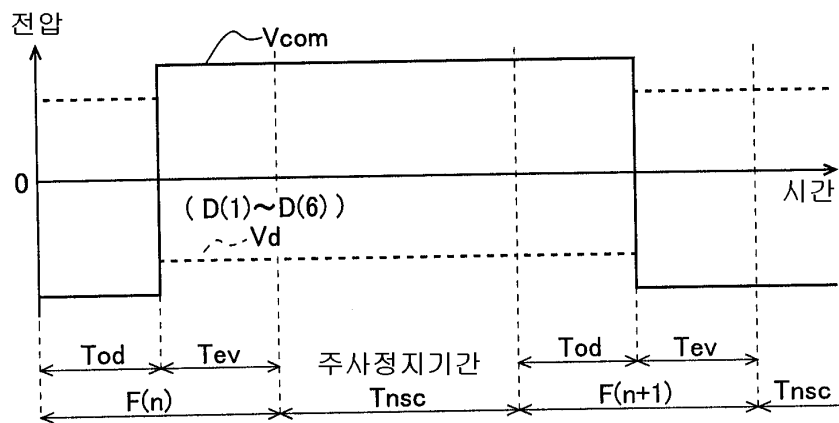 전압
Vcom
0
시간
( D(1)～D(6) )
Vd
Tod
Tev
주사정지기간
Tod
Tev
F(n)
Tnsc
F(n+1)
Tnsc